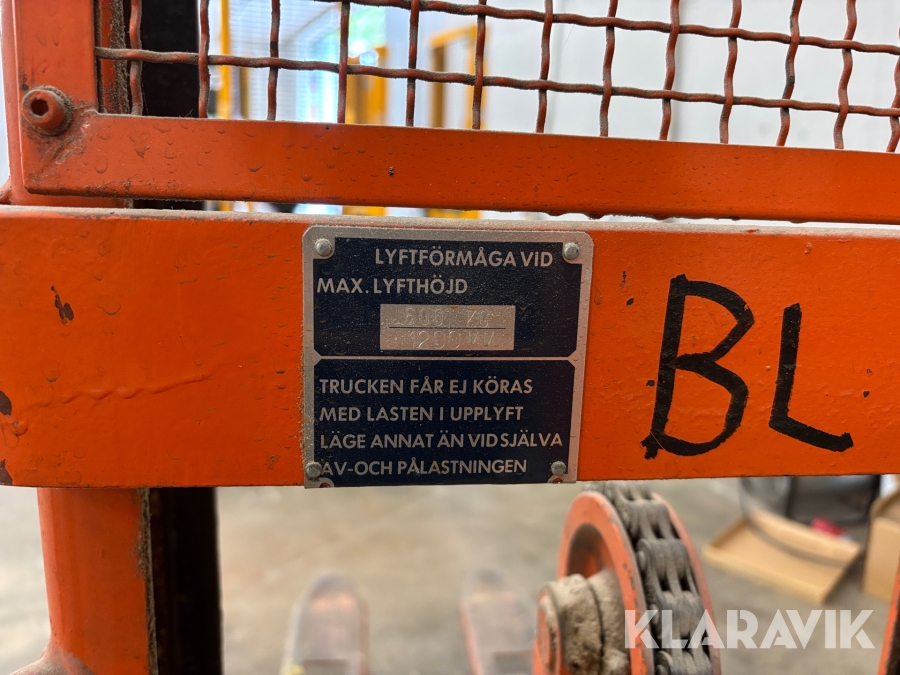 LYFTFÖRMÅGA VID
MAX. LYFTHÖJD
TRUCKEN FÅR EJ KÖRAS
MED LASTEN I UPPLYFT
LÄGE ANNAT ÄN VID SJÄLVA
AV-OCH PÅLASTNINGEN
BL
KLARAVIK